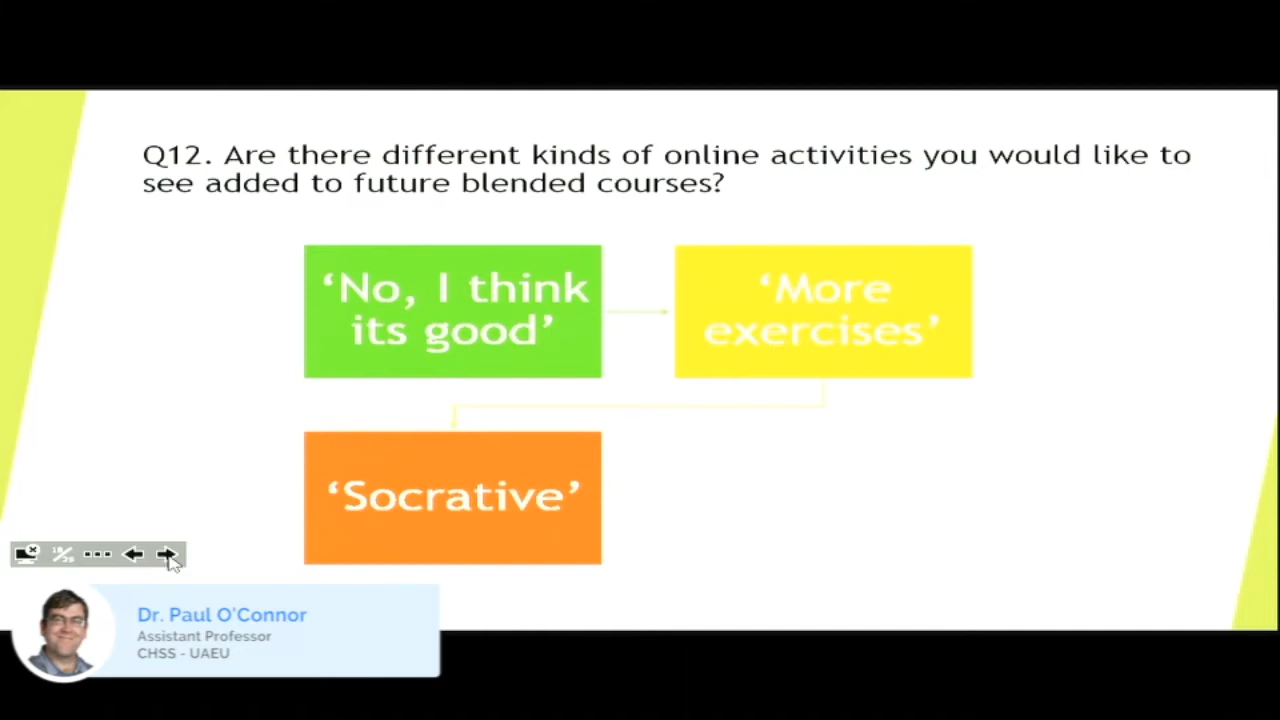 Q12. Are there different kinds of online activities you would like to
see added to future blended courses?
‘No, I think
its good’
‘More
exercises’
‘Socrative’
Dr. Paul O'Connor
Assistant Professor
CHSS - UAEU